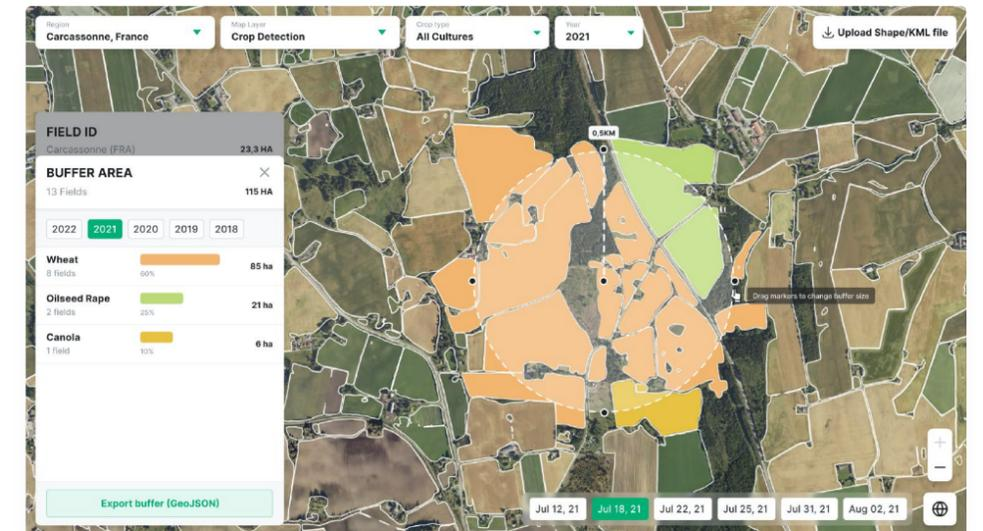 Region
Carcassonne, France
Map Layer
Crop Detection
Crop type
All Cultures
Year
2021
Upload Shape/KML file
FIELD ID
Carcassonne (FRA)
23,3 HA
BUFFER AREA
13 Fields
115 HA
2022
2021
2020
2019
2018
Wheat
8 fields
60%
85 ha
Oilseed Rape
2 fields
25%
21 ha
Canola
1 field
10%
6 ha
Export buffer (GeoJSON)
0,5KM
Drag markers to change buffer size
Jul 12, 21
Jul 18, 21
Jul 22, 21
Jul 25, 21
Jul 31, 21
Aug 02, 21